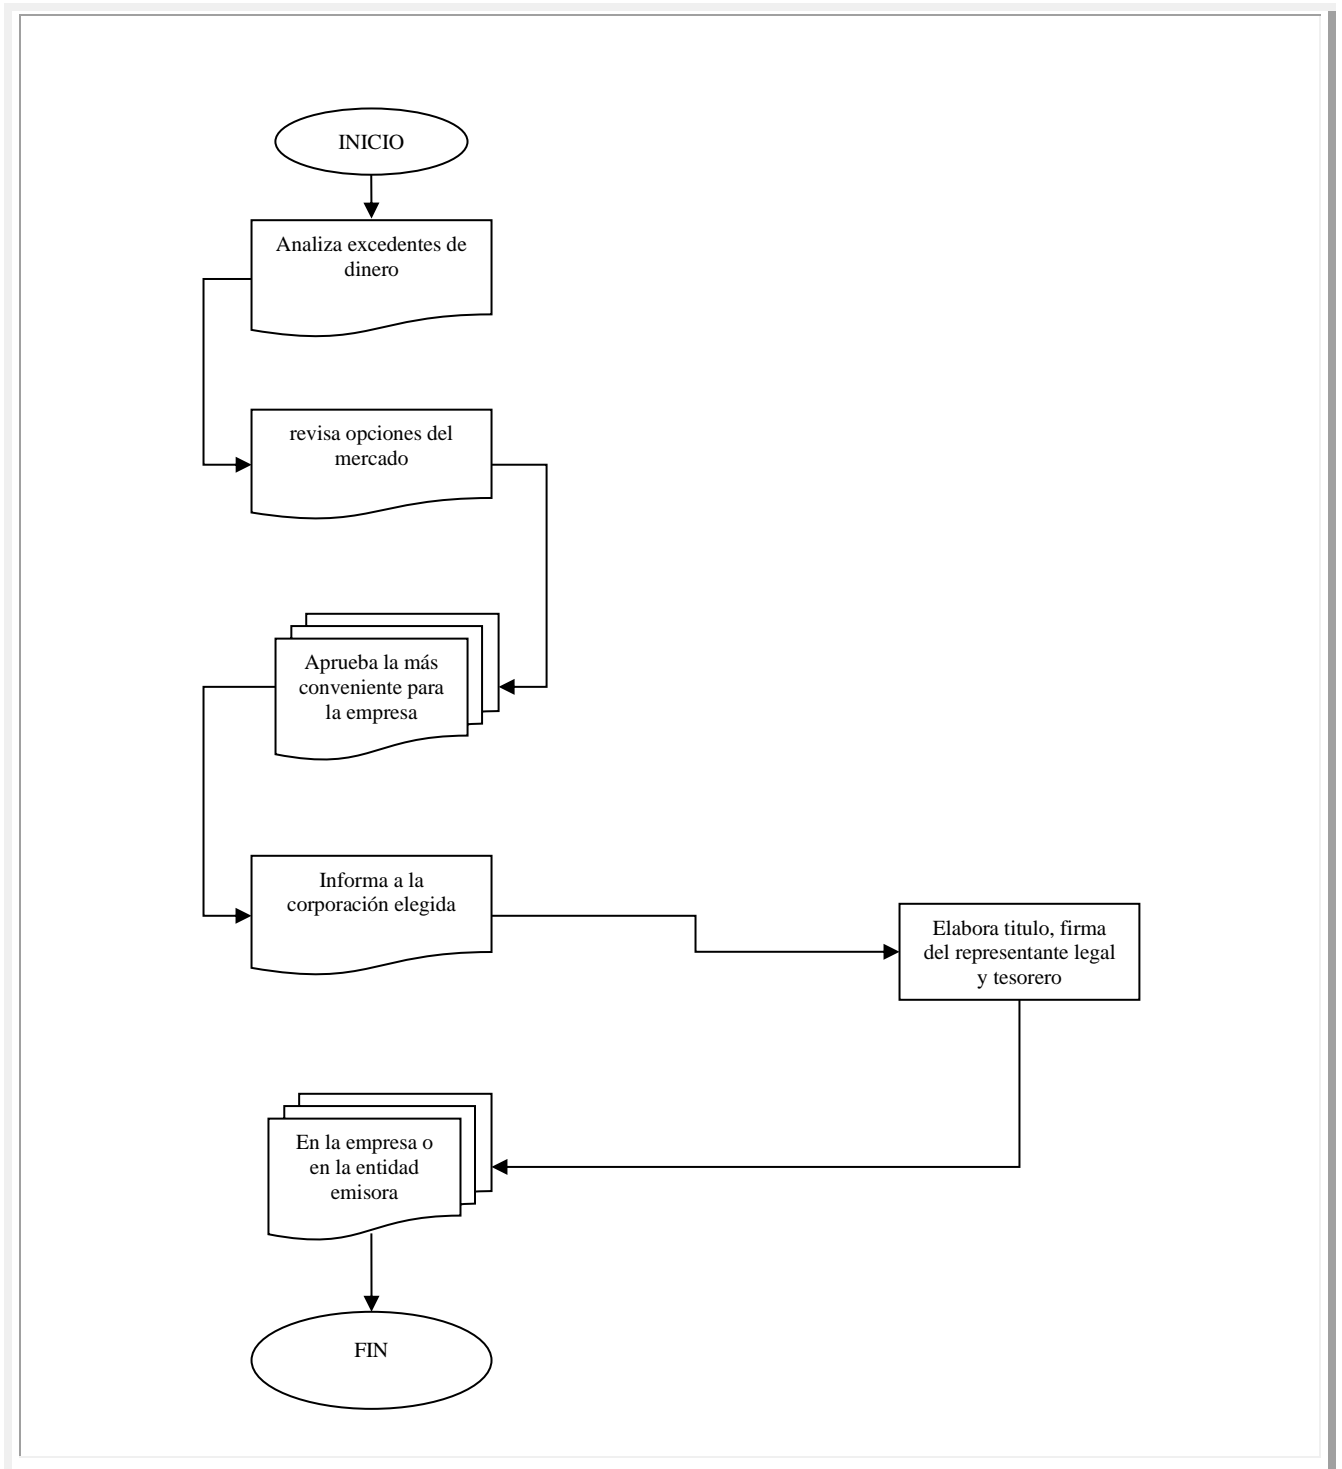 INICIO
Analiza excedentes de
dinero
revisa opciones del
mercado
Aprueba la más
conveniente para
la empresa
Informa a la
corporación elegida
Elabora titulo, firma
del representante legal
y tesorero
En la empresa o
en la entidad
emisora
FIN